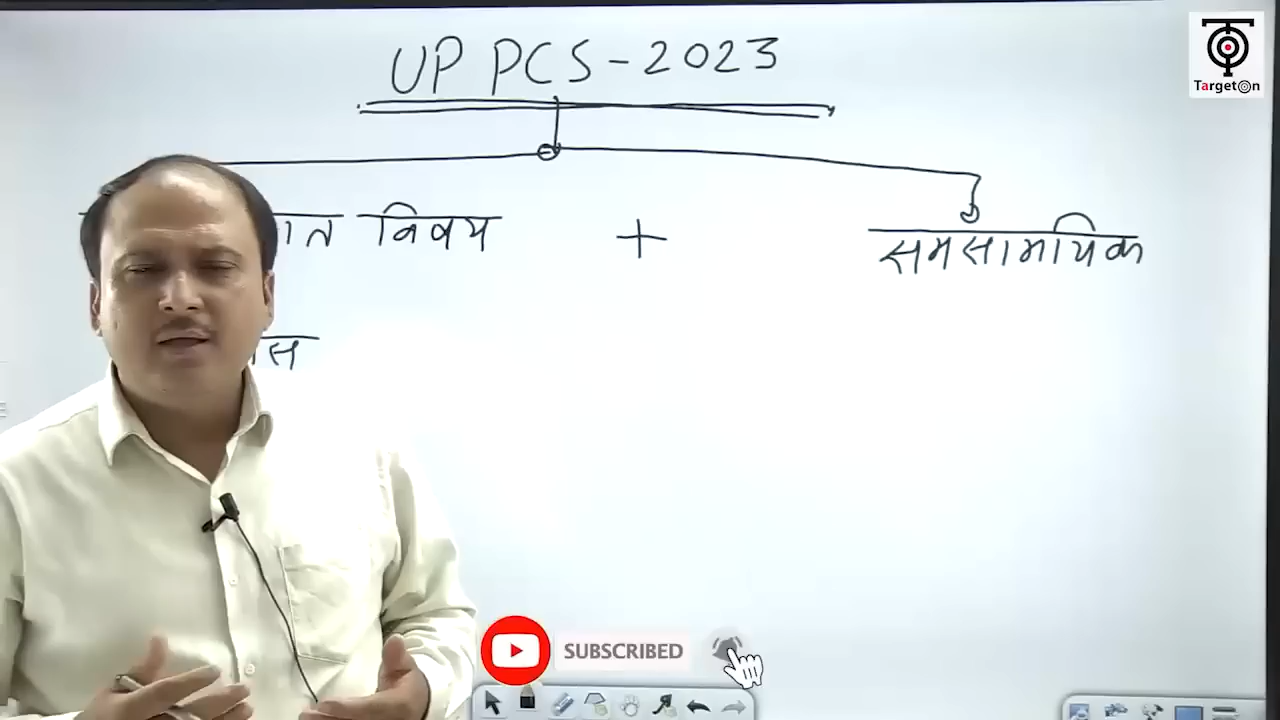 UP PCS - 2023
TargetOn
विषय + समसामयिक
SUBSCRIBED